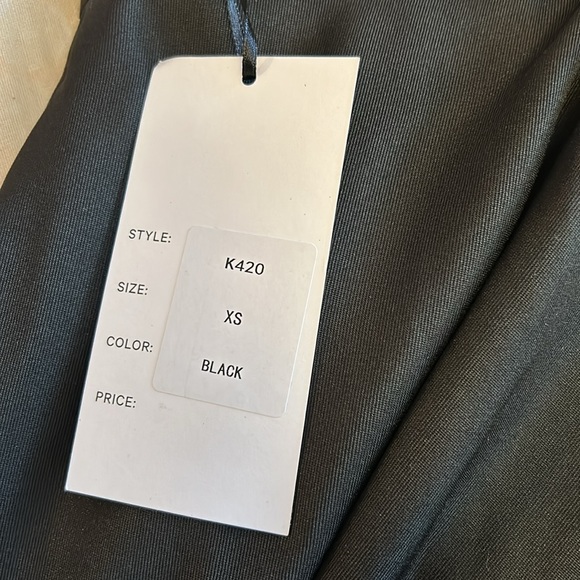 STYLE: K420
SIZE: XS
COLOR: BLACK
PRICE: